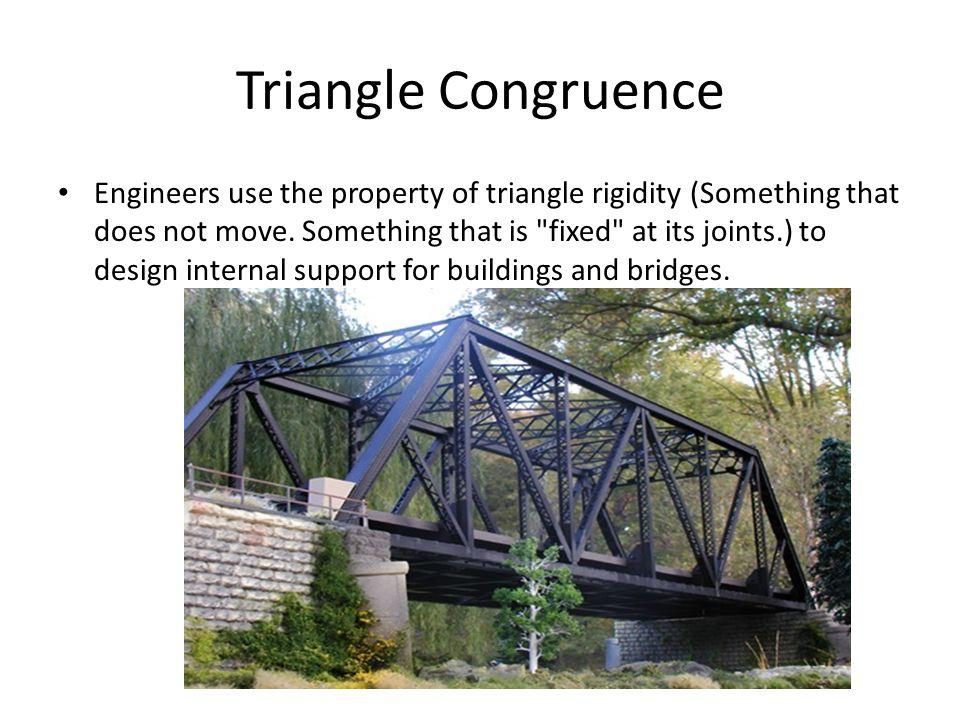 Triangle Congruence
• Engineers use the property of triangle rigidity (Something that
does not move. Something that is "fixed" at its joints.) to
design internal support for buildings and bridges.